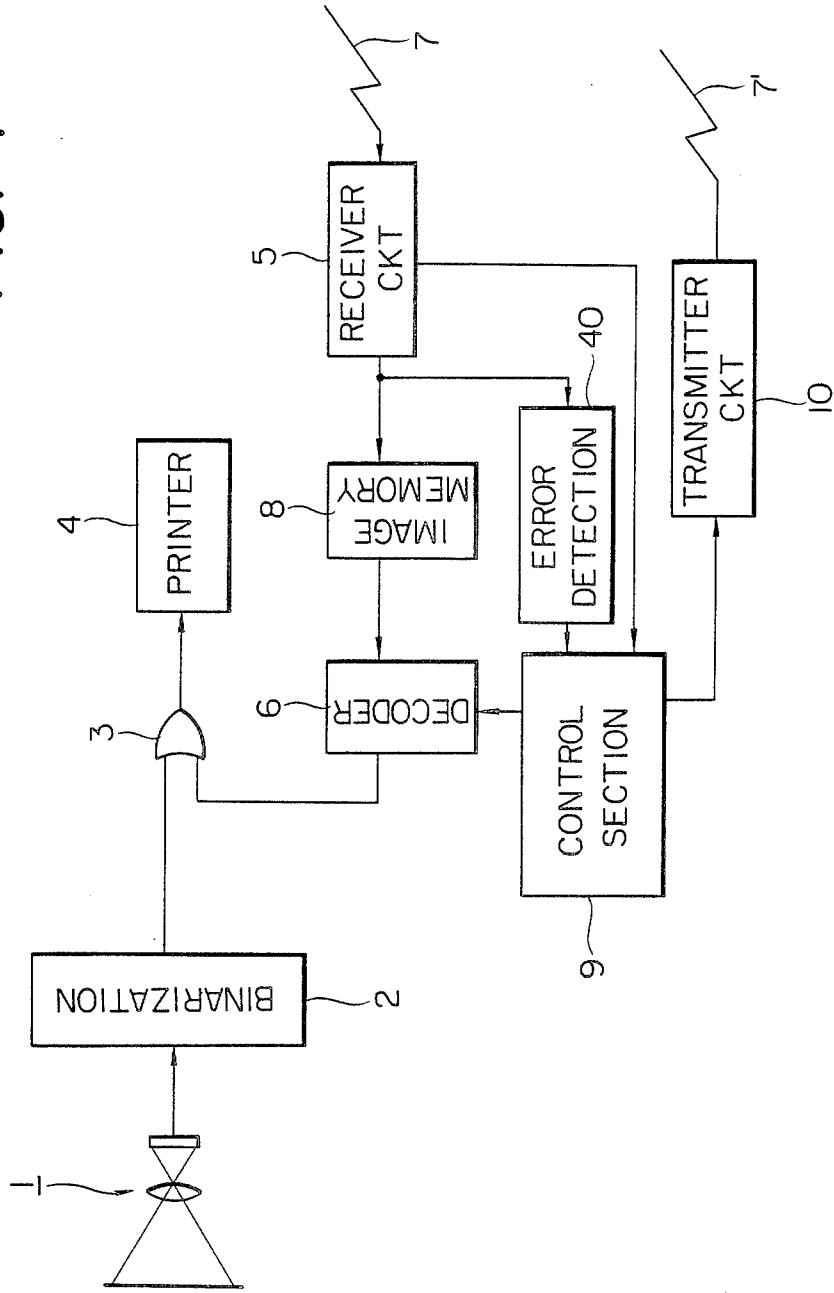 1
BINARIZATION
2
3
4
PRINTER
5
RECEIVER
CKT
7
8
IMAGE
MEMORY
6
DECODER
ERROR
DETECTION
40
CONTROL
SECTION
9
TRANSMITTER
CKT
10
7'